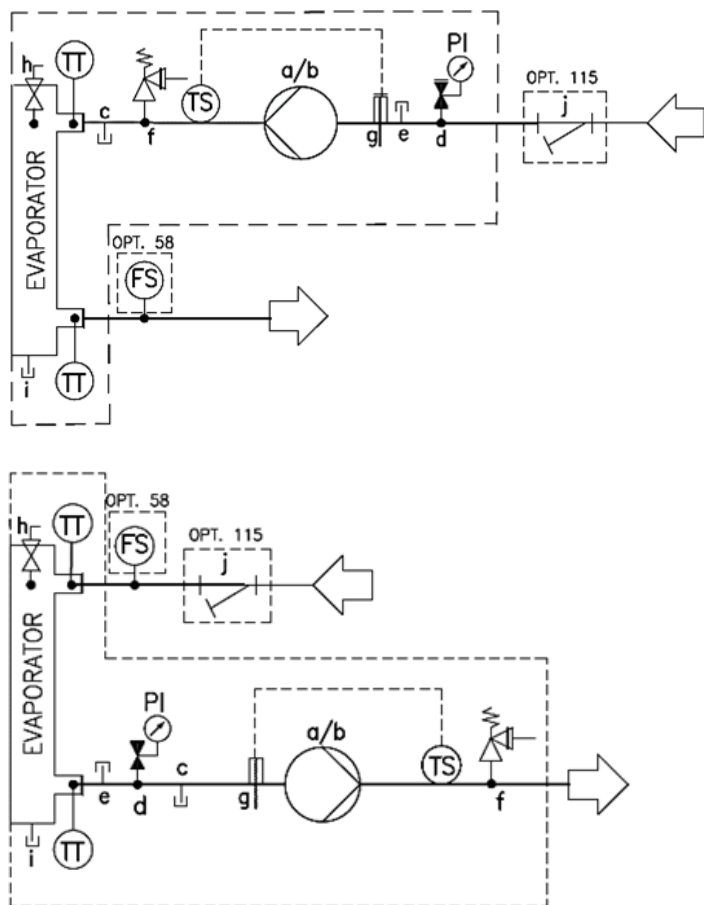 h
TT
PI
a/b
OPT. 115
TS
j
c
f
g
e
d
EVAPORATOR
OPT. 58
FS
i
TT
h
TT
OPT. 58
FS
OPT. 115
j
EVAPORATOR
PI
a/b
c
TS
e
d
g
f
i
TT